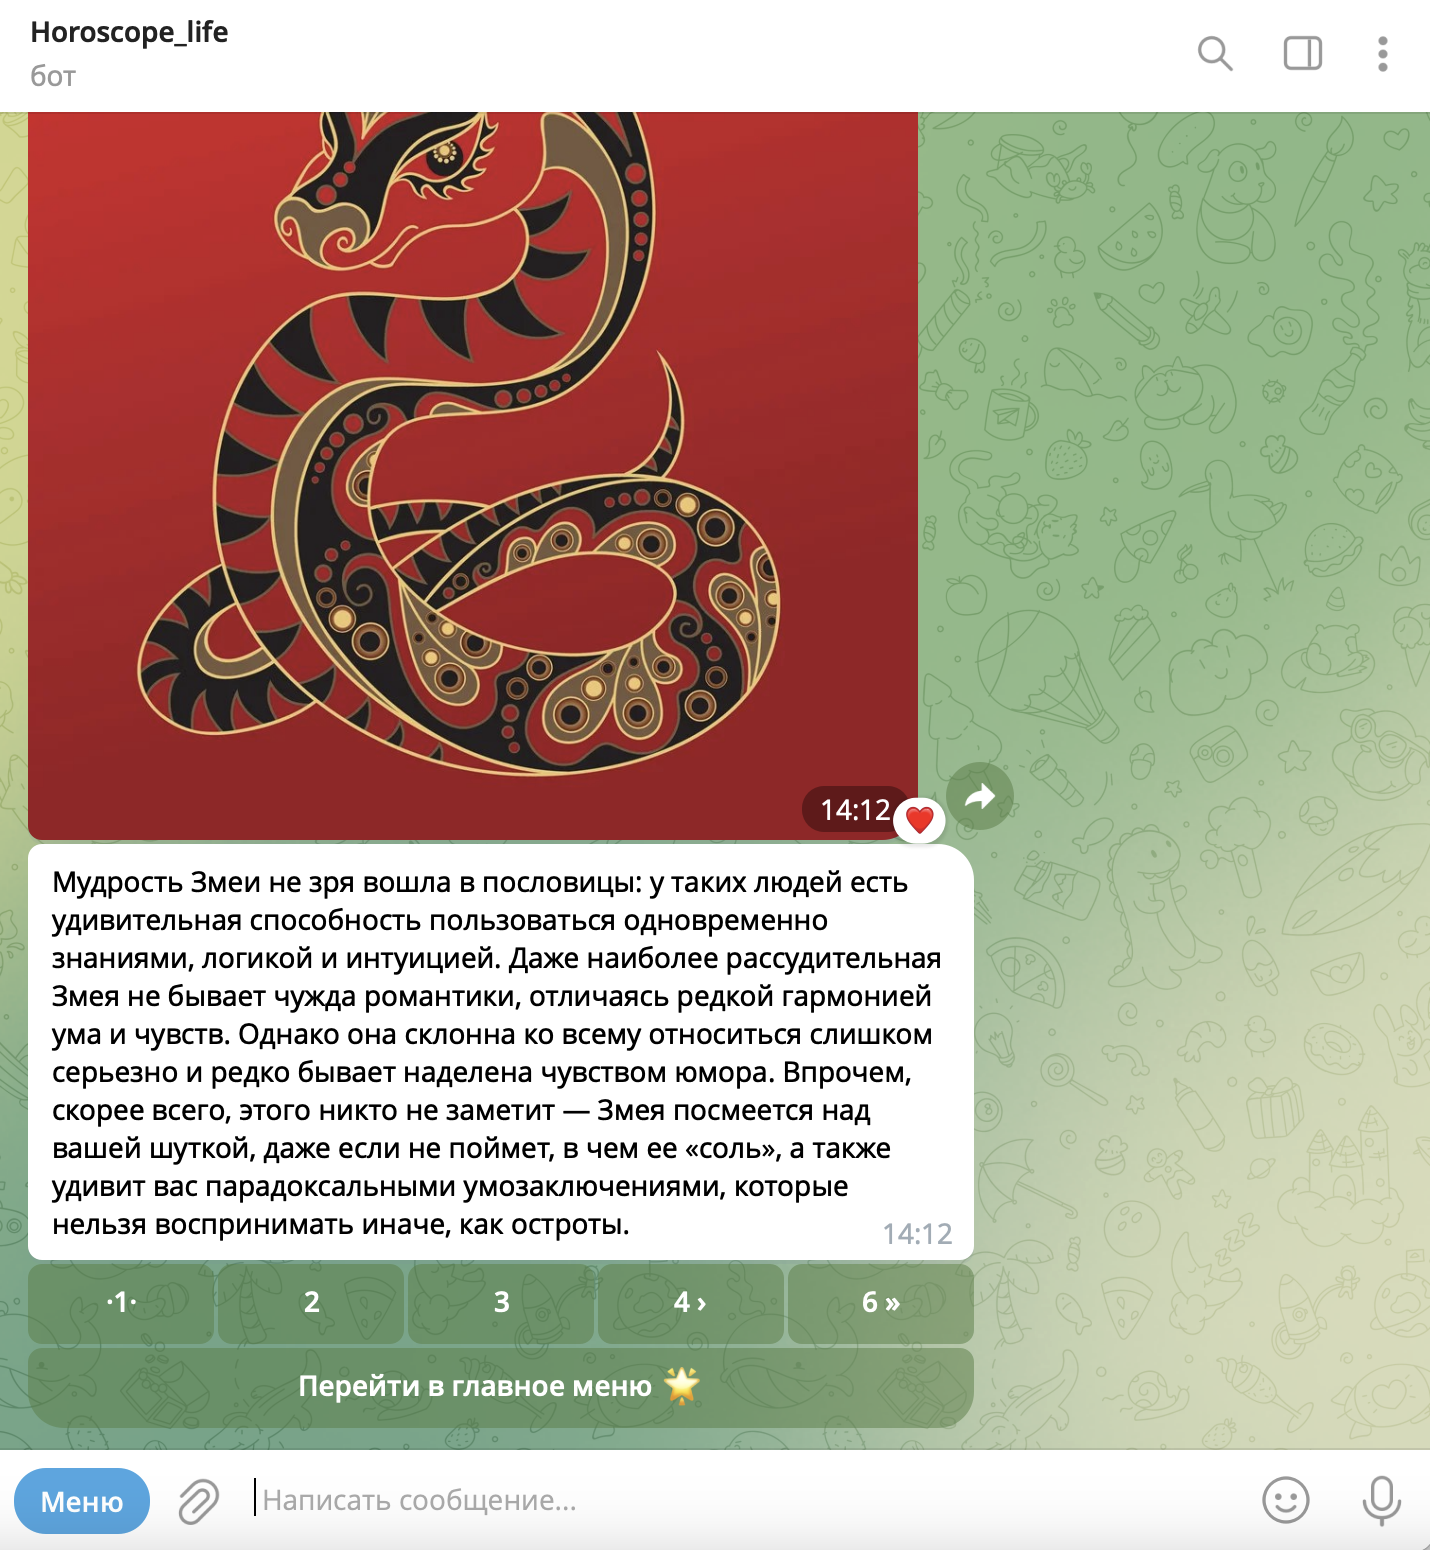 Horoscope_life
бот
14:12
Мудрость Змеи не зря вошла в пословицы: у таких людей есть
удивительная способность пользоваться одновременно
знаниями, логикой и интуицией. Даже наиболее рассудительная
Змея не бывает чужда романтики, отличаясь редкой гармонией
ума и чувств. Однако она склонна ко всему относиться слишком
серьезно и редко бывает наделена чувством юмора. Впрочем,
скорее всего, этого никто не заметит — Змея посмеется над
вашей шуткой, даже если не поймет, в чем ее «соль», а также
удивит вас парадоксальными умозаключениями, которые
нельзя воспринимать иначе, как остроты.
14:12
·1· 2 3 4 › 6 »
Перейти в главное меню 🌟
Меню Написать сообщение...